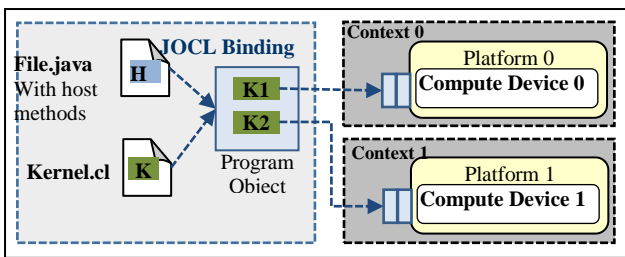 JOCL Binding
File.java
With host
methods
H
Kernel.cl
K
K1
K2
Program
Object
Context 0
Platform 0
Compute Device 0
Context 1
Platform 1
Compute Device 1